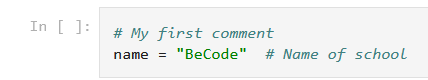 In [ ]:
# My first comment
name = "BeCode"  # Name of school